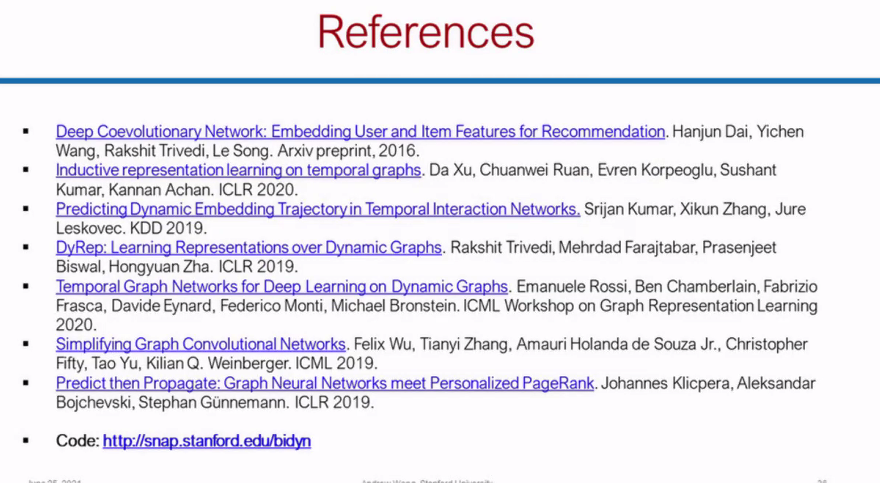 References
▪ Deep Coevolutionary Network: Embedding User and Item Features for Recommendation. Hanjun Dai, Yichen
Wang, Rakshit Trivedi, Le Song. Arxiv preprint, 2016.
▪ Inductive representation learning on temporal graphs. Da Xu, Chuanwei Ruan, Evren Korpeoglu, Sushant
Kumar, Kannan Achan. ICLR 2020.
▪ Predicting Dynamic Embedding Trajectory in Temporal Interaction Networks. Srijan Kumar, Xikun Zhang, Jure
Leskovec. KDD 2019.
▪ DyRep: Learning Representations over Dynamic Graphs. Rakshit Trivedi, Mehrdad Farajtabar, Prasenjeet
Biswal, Hongyuan Zha. ICLR 2019.
▪ Temporal Graph Networks for Deep Learning on Dynamic Graphs. Emanuele Rossi, Ben Chamberlain, Fabrizio
Frasca, Davide Eynard, Federico Monti, Michael Bronstein. ICML Workshop on Graph Representation Learning
2020.
▪ Simplifying Graph Convolutional Networks. Felix Wu, Tianyi Zhang, Amauri Holanda de Souza Jr., Christopher
Fifty, Tao Yu, Kilian Q. Weinberger. ICML 2019.
▪ Predict then Propagate: Graph Neural Networks meet Personalized PageRank. Johannes Klicpera, Aleksandar
Bojchevski, Stephan Günnemann. ICLR 2019.
▪ Code: http://snap.stanford.edu/bidyn
Andrew Wang, Stanford University